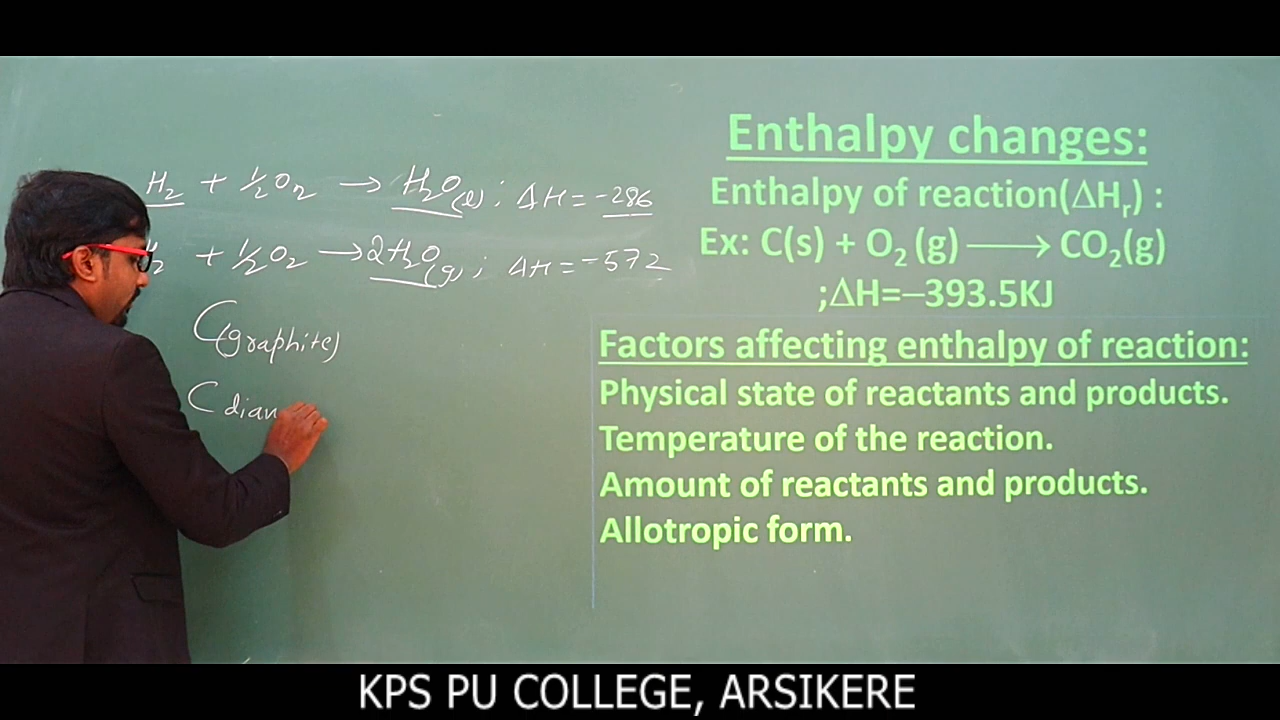 H₂ + ½O₂ → H₂O(l) ; ΔH = -286
+ ½O₂ → 2H₂O(g) ; ΔH = -572
C(graphite)
C
Enthalpy changes:
Enthalpy of reaction(ΔHᵣ) :
Ex: C(s) + O₂ (g) ⟶ CO₂(g)
;ΔH=–393.5KJ
Factors affecting enthalpy of reaction:
Physical state of reactants and products.
Temperature of the reaction.
Amount of reactants and products.
Allotropic form.
KPS PU COLLEGE, ARSIKERE